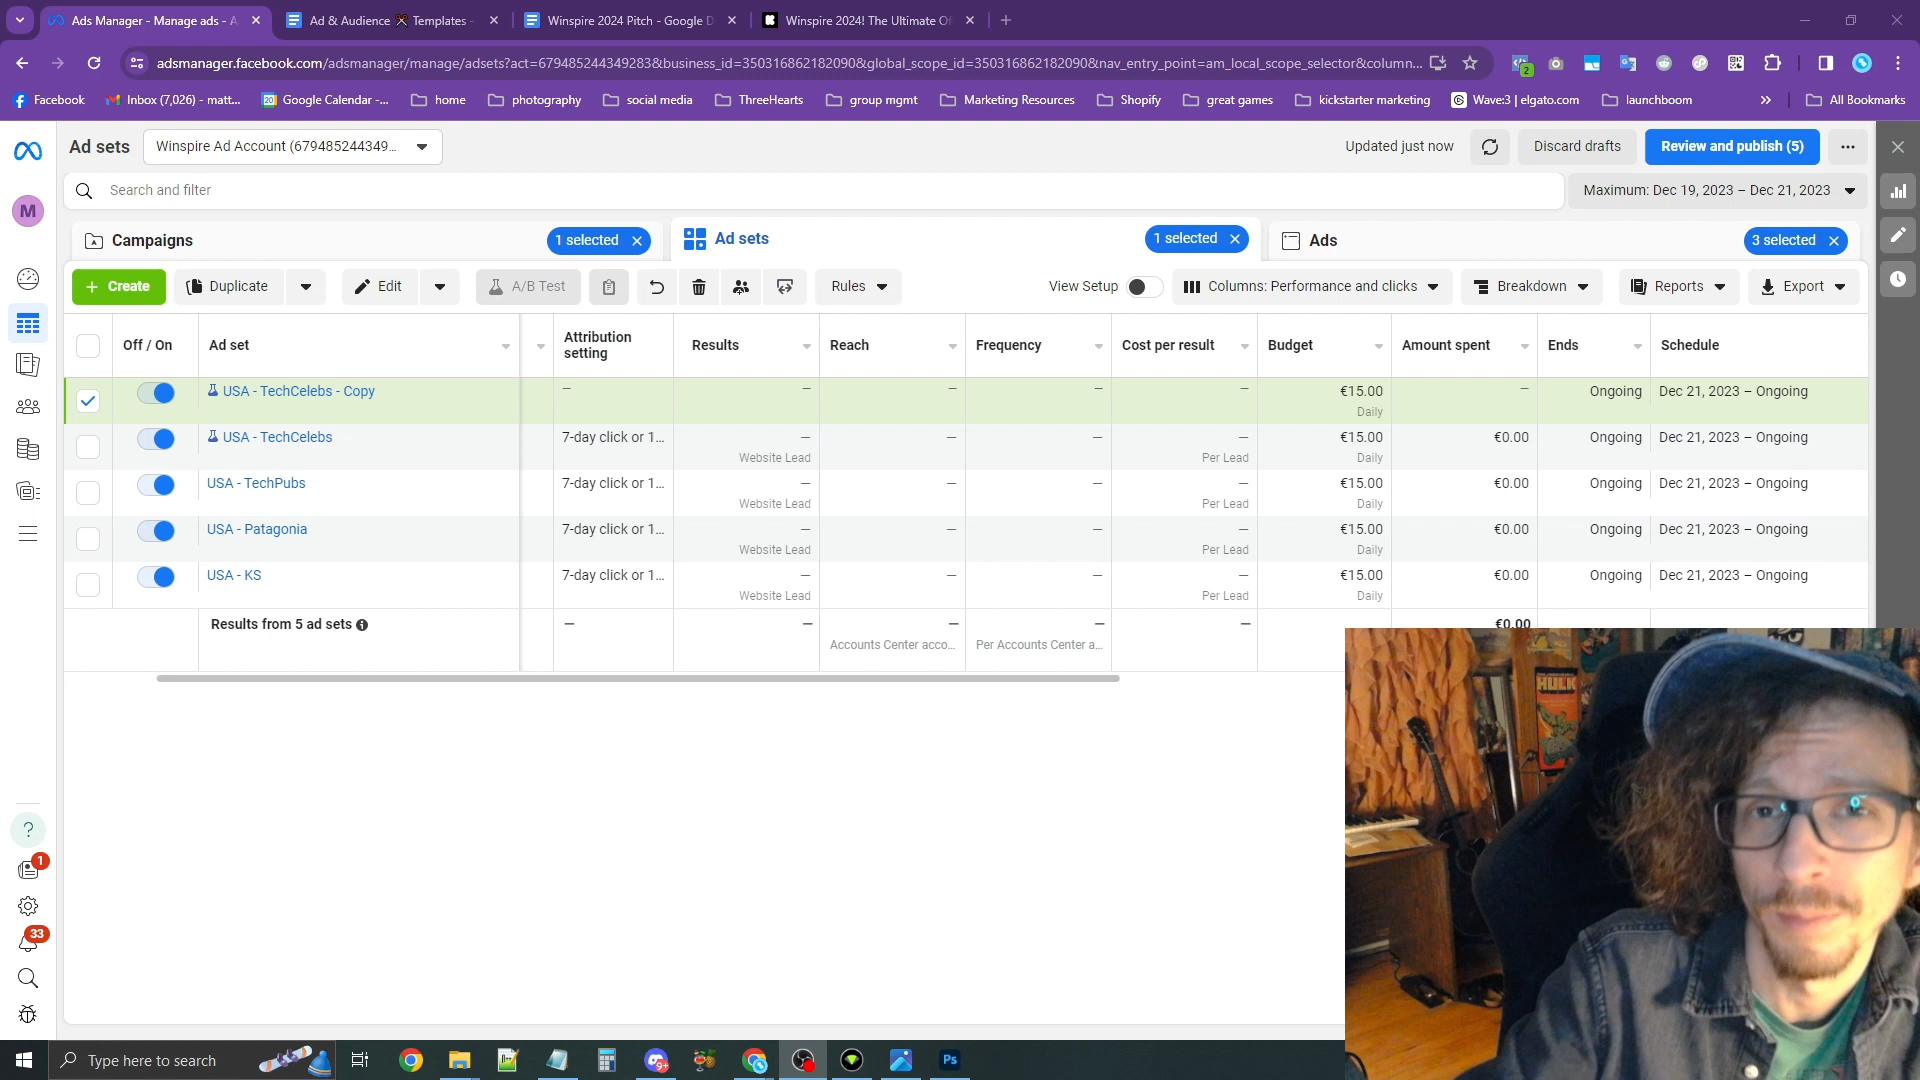 Ads Manager - Manage ads - A
Ad & Audience Templates -
Winspire 2024 Pitch - Google D
Winspire 2024! The Ultimate Of
adsmanager.facebook.com/adsmanager/manage/adsets?act=679485244349283&business_id=350316862182090&global_scope_id=350316862182090&nav_entry_point=am_local_scope_selector&column...
2
Facebook
Inbox (7,026) - matt...
Google Calendar -...
home
photography
social media
ThreeHearts
group mgmt
Marketing Resources
Shopify
great games
kickstarter marketing
Wave:3 | elgato.com
launchboom
All Bookmarks
Ad sets
Winspire Ad Account (679485244349...
Updated just now
Discard drafts
Review and publish (5)
M
Search and filter
Maximum: Dec 19, 2023 – Dec 21, 2023
Campaigns
1 selected
Ad sets
1 selected
Ads
3 selected
+ Create
Duplicate
Edit
A/B Test
Rules
View Setup
Columns: Performance and clicks
Breakdown
Reports
Export
Off / On
Ad set
Attribution setting
Results
Reach
Frequency
Cost per result
Budget
Amount spent
Ends
Schedule
USA - TechCelebs - Copy
—
—
—
—
—
€15.00
Daily
—
Ongoing
Dec 21, 2023 – Ongoing
USA - TechCelebs
7-day click or 1...
—
Website Lead
—
—
—
Per Lead
€15.00
Daily
€0.00
Ongoing
Dec 21, 2023 – Ongoing
USA - TechPubs
7-day click or 1...
—
Website Lead
—
—
—
Per Lead
€15.00
Daily
€0.00
Ongoing
Dec 21, 2023 – Ongoing
USA - Patagonia
7-day click or 1...
—
Website Lead
—
—
—
Per Lead
€15.00
Daily
€0.00
Ongoing
Dec 21, 2023 – Ongoing
USA - KS
7-day click or 1...
—
Website Lead
—
—
—
Per Lead
€15.00
Daily
€0.00
Ongoing
Dec 21, 2023 – Ongoing
Results from 5 ad sets
—
—
—
Accounts Center acco...
—
Per Accounts Center a...
—
€0.00
HULK
?
1
33
Type here to search
9+
Ps